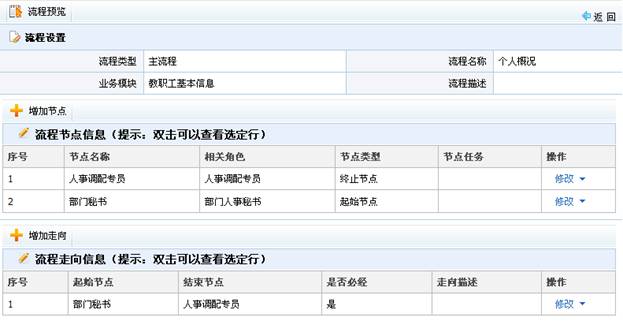 流程预览
返 回
流程设置
流程类型 主流程 流程名称 个人概况
业务模块 教职工基本信息 流程描述
增加节点
流程节点信息（提示：双击可以查看选定行）
序号 节点名称 相关角色 节点类型 节点任务 操作
1 人事调配专员 人事调配专员 终止节点 修改
2 部门秘书 部门人事秘书 起始节点 修改
增加走向
流程走向信息（提示：双击可以查看选定行）
序号 起始节点 结束节点 是否必经 走向描述 操作
1 部门秘书 人事调配专员 是 修改